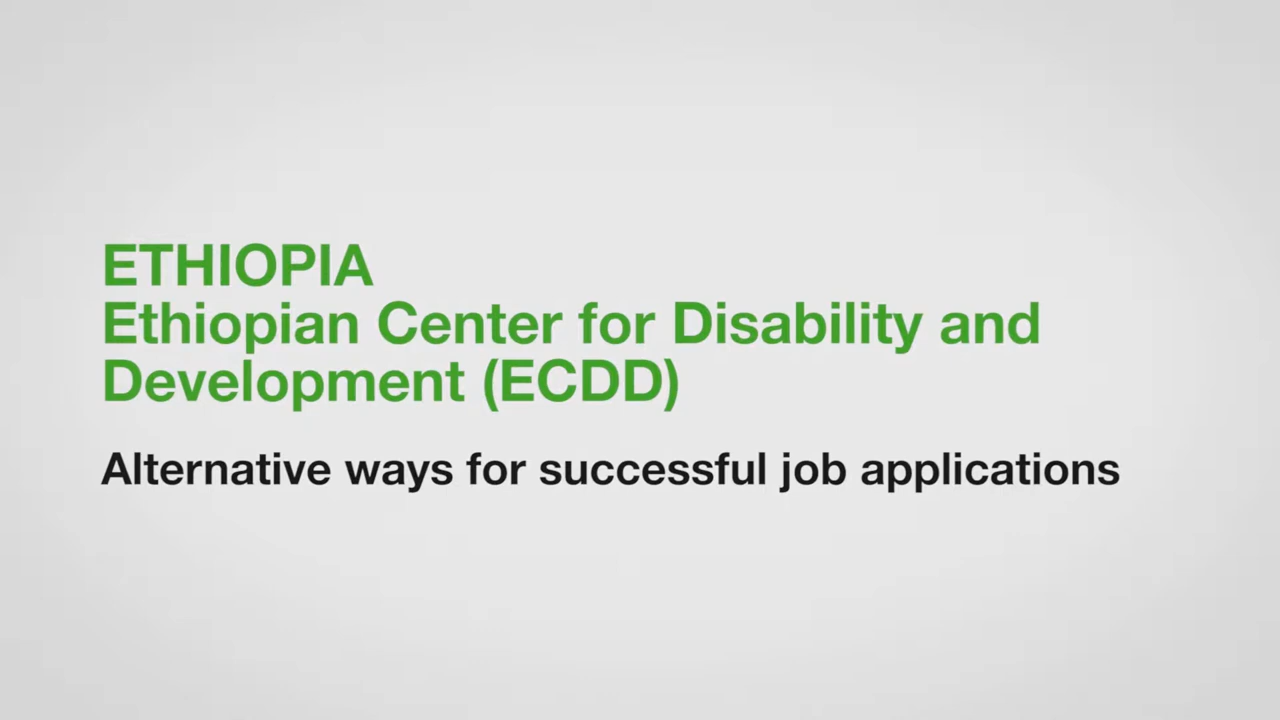 ETHIOPIA
Ethiopian Center for Disability and
Development (ECDD)
Alternative ways for successful job applications